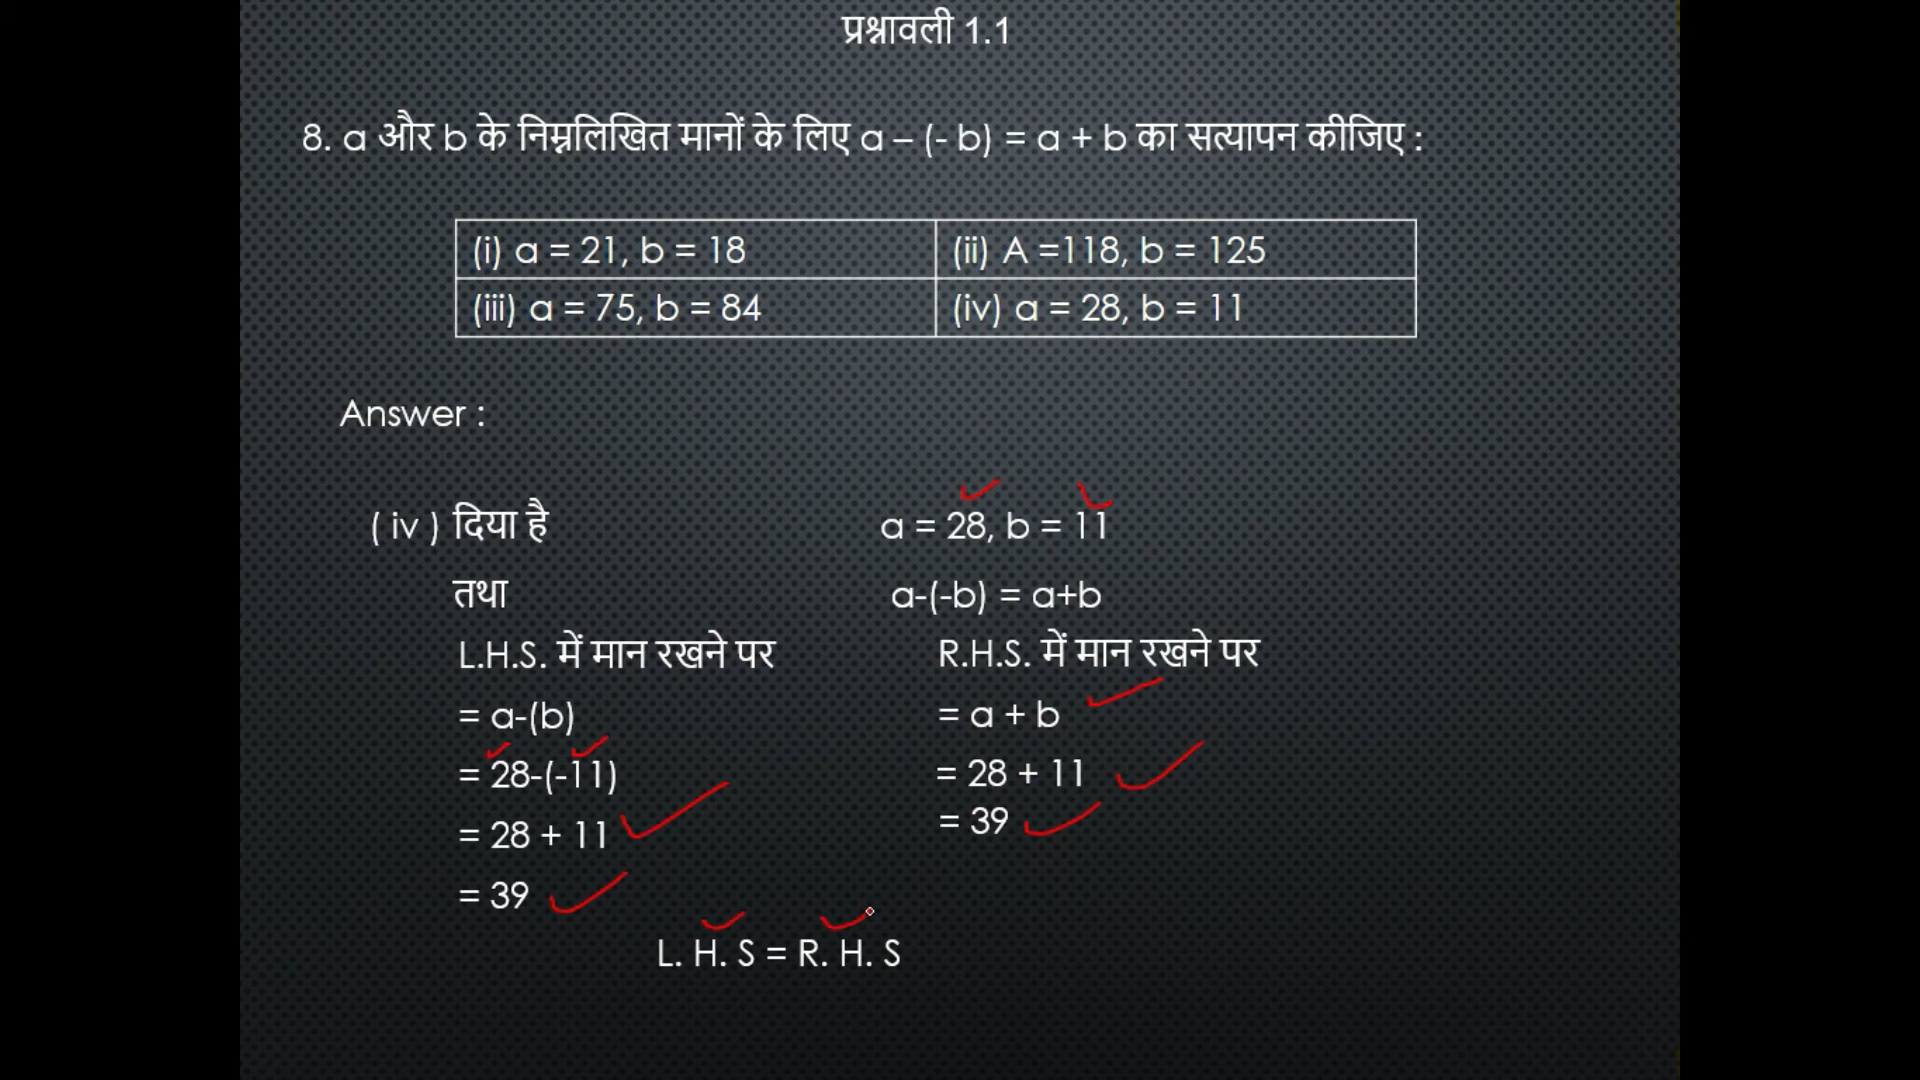 प्रश्नावली 1.1
8. a और b के निम्नलिखित मानों के लिए a – (- b) = a + b का सत्यापन कीजिए :
(i) a = 21, b = 18 (ii) A =118, b = 125
(iii) a = 75, b = 84 (iv) a = 28, b = 11
Answer :
( iv ) दिया है a = 28, b = 11
तथा a-(-b) = a+b
L.H.S. में मान रखने पर R.H.S. में मान रखने पर
= a-(b) = a + b
= 28-(-11) = 28 + 11
= 28 + 11 = 39
= 39
L. H. S = R. H. S